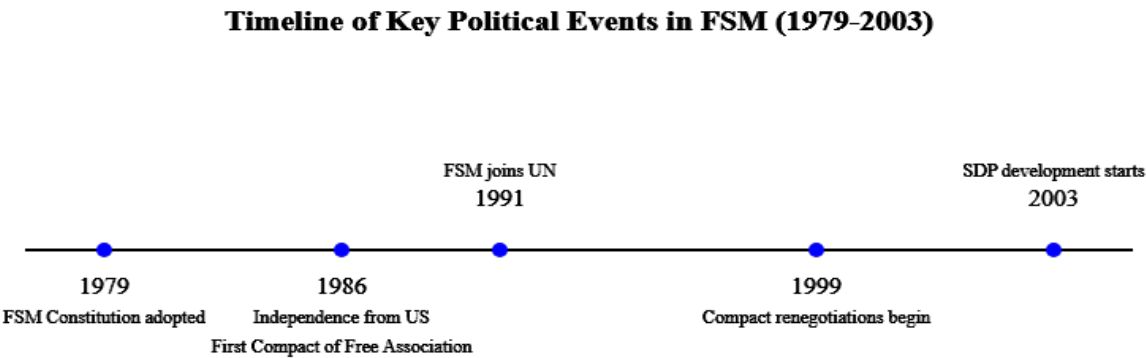 Timeline of Key Political Events in FSM (1979-2003)
FSM joins UN
1991
SDP development starts
2003
1979
FSM Constitution adopted
1986
Independence from US
First Compact of Free Association
1999
Compact renegotiations begin